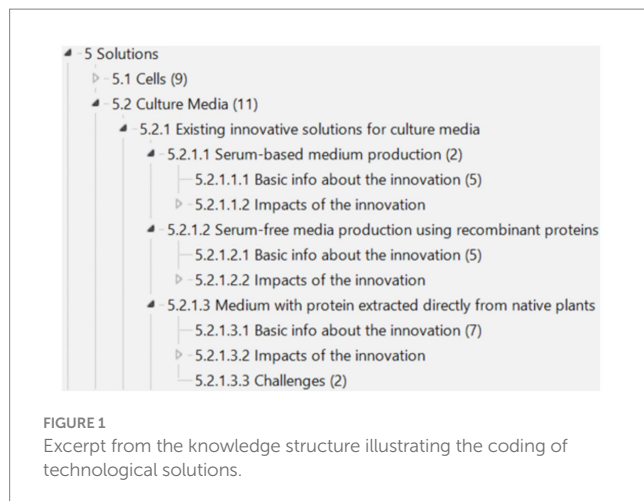 5 Solutions
5.1 Cells (9)
5.2 Culture Media (11)
5.2.1 Existing innovative solutions for culture media
5.2.1.1 Serum-based medium production (2)
5.2.1.1.1 Basic info about the innovation (5)
5.2.1.1.2 Impacts of the innovation
5.2.1.2 Serum-free media production using recombinant proteins
5.2.1.2.1 Basic info about the innovation (5)
5.2.1.2.2 Impacts of the innovation
5.2.1.3 Medium with protein extracted directly from native plants
5.2.1.3.1 Basic info about the innovation (7)
5.2.1.3.2 Impacts of the innovation
5.2.1.3.3 Challenges (2)
FIGURE 1
Excerpt from the knowledge structure illustrating the coding of
technological solutions.